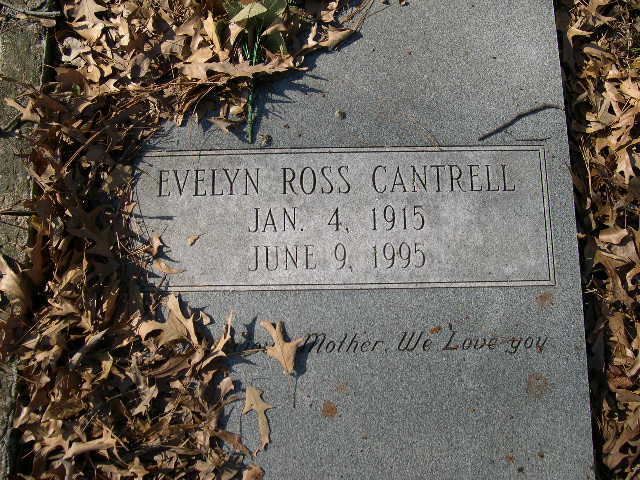 EVELYN ROSS CANTRELL
JAN. 4, 1915
JUNE 9, 1995
Mother, We Love you